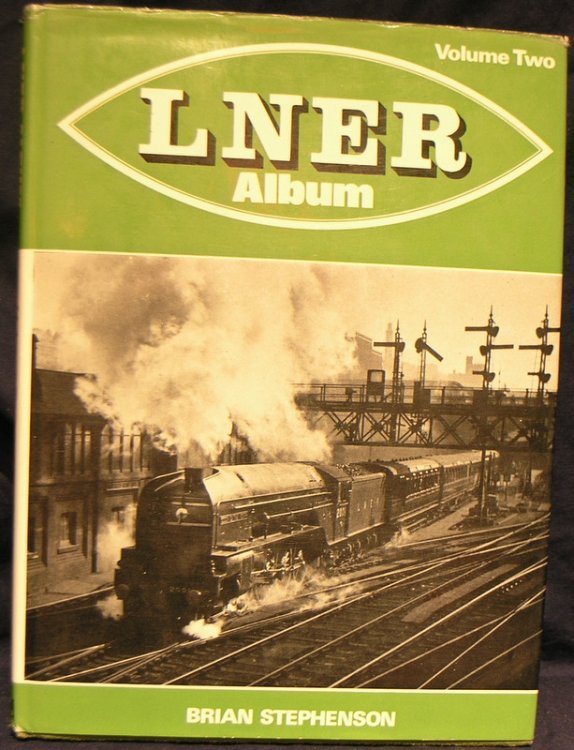 Volume Two
LNER
Album
BRIAN STEPHENSON